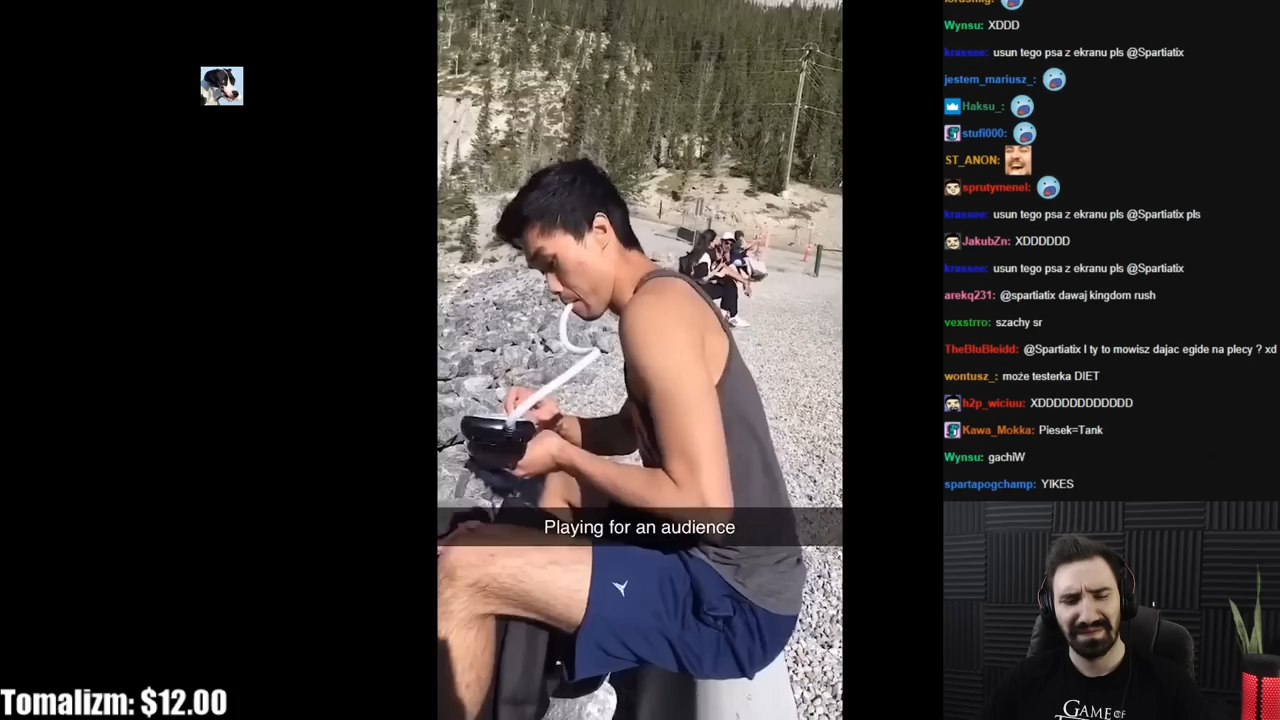 Wynsu: XDDD
krassee: usun tego psa z ekranu pls @Spartiatix
jestem_mariusz_:
Haksu_:
stufi000:
ST_ANON:
sprutymenel:
krassee: usun tego psa z ekranu pls @Spartiatix pls
JakubZn: XDDDDDD
krassee: usun tego psa z ekranu pls @Spartiatix
arekq231: @spartiatix dawaj kingdom rush
vexstrro: szachy sr
TheBluBleidd: @Spartiatix I ty to mowisz dajac egide na plecy ? xd
wontusz_: może testerka DIET
h2p_wiciuu: XDDDDDDDDDDDD
Kawa_Mokka: Piesek=Tank
Wynsu: gachiW
spartapogchamp: YIKES
Playing for an audience
GAME OF
Tomalizm: $12.00